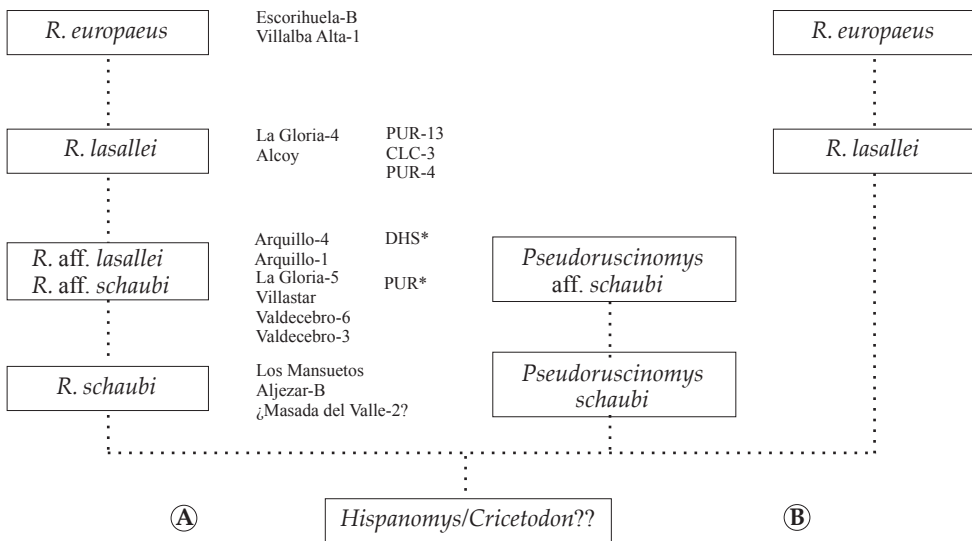 R. europaeus
Escorihuela-B
Villalba Alta-1
R. europaeus
R. lasallei
La Gloria-4
Alcoy
PUR-13
CLC-3
PUR-4
R. lasallei
R. aff. lasallei
R. aff. schaubi
Arquillo-4
Arquillo-1
La Gloria-5
Villastar
Valdecebro-6
Valdecebro-3
DHS*
PUR*
Pseudoruscinomys
aff. schaubi
R. schaubi
Los Mansuetos
Aljezar-B
¿Masada del Valle-2?
Pseudoruscinomys
schaubi
A
Hispanomys/Cricetodon??
B